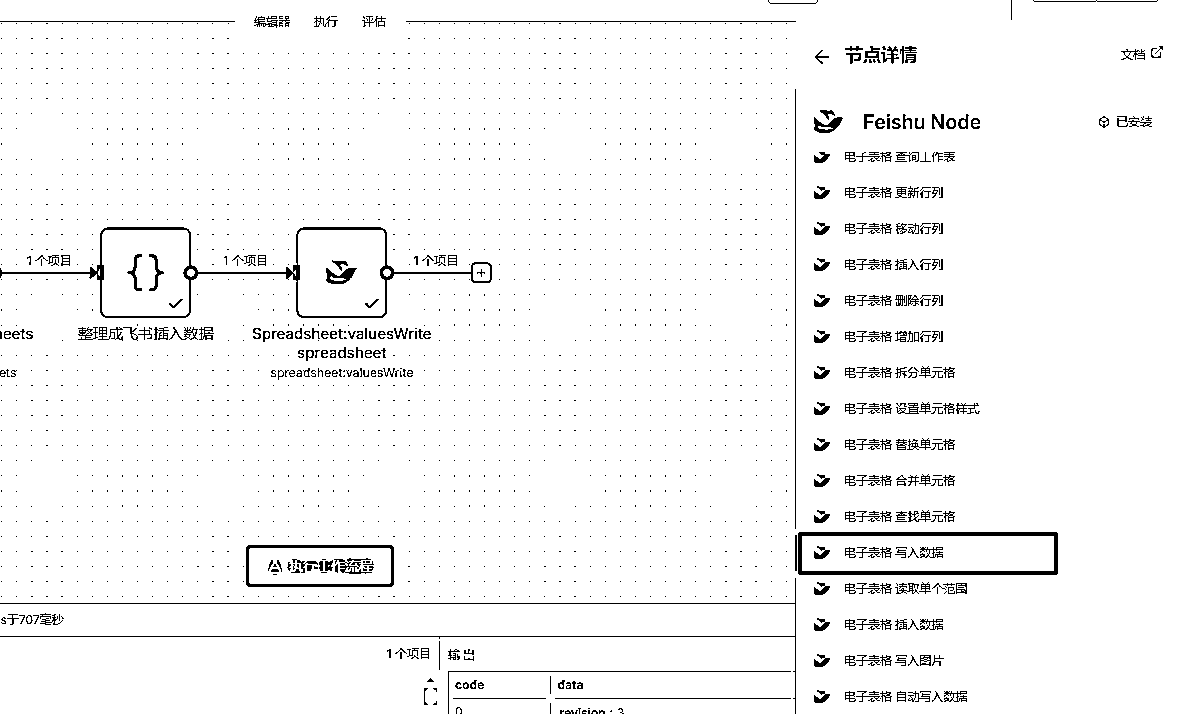 编辑器 执行 评估
节点详情
文档
Feishu Node
已安装
电子表格 查询工作表
电子表格 更新行列
电子表格 移动行列
电子表格 插入行列
电子表格 删除行列
电子表格 增加行列
电子表格 拆分单元格
电子表格 设置单元格样式
电子表格 替换单元格
电子表格 合并单元格
电子表格 查找单元格
电子表格 写入数据
电子表格 读取单个范围
电子表格 插入数据
电子表格 写入图片
电子表格 自动写入数据
1个项目
1个项目
1个项目
{}
eets
ets
整理成飞书插入数据
Spreadsheet:valuesWrite
spreadsheet
spreadsheet:valuesWrite
执行工作流程
s于707毫秒
1个项目
输出
code data
0 revision : 3